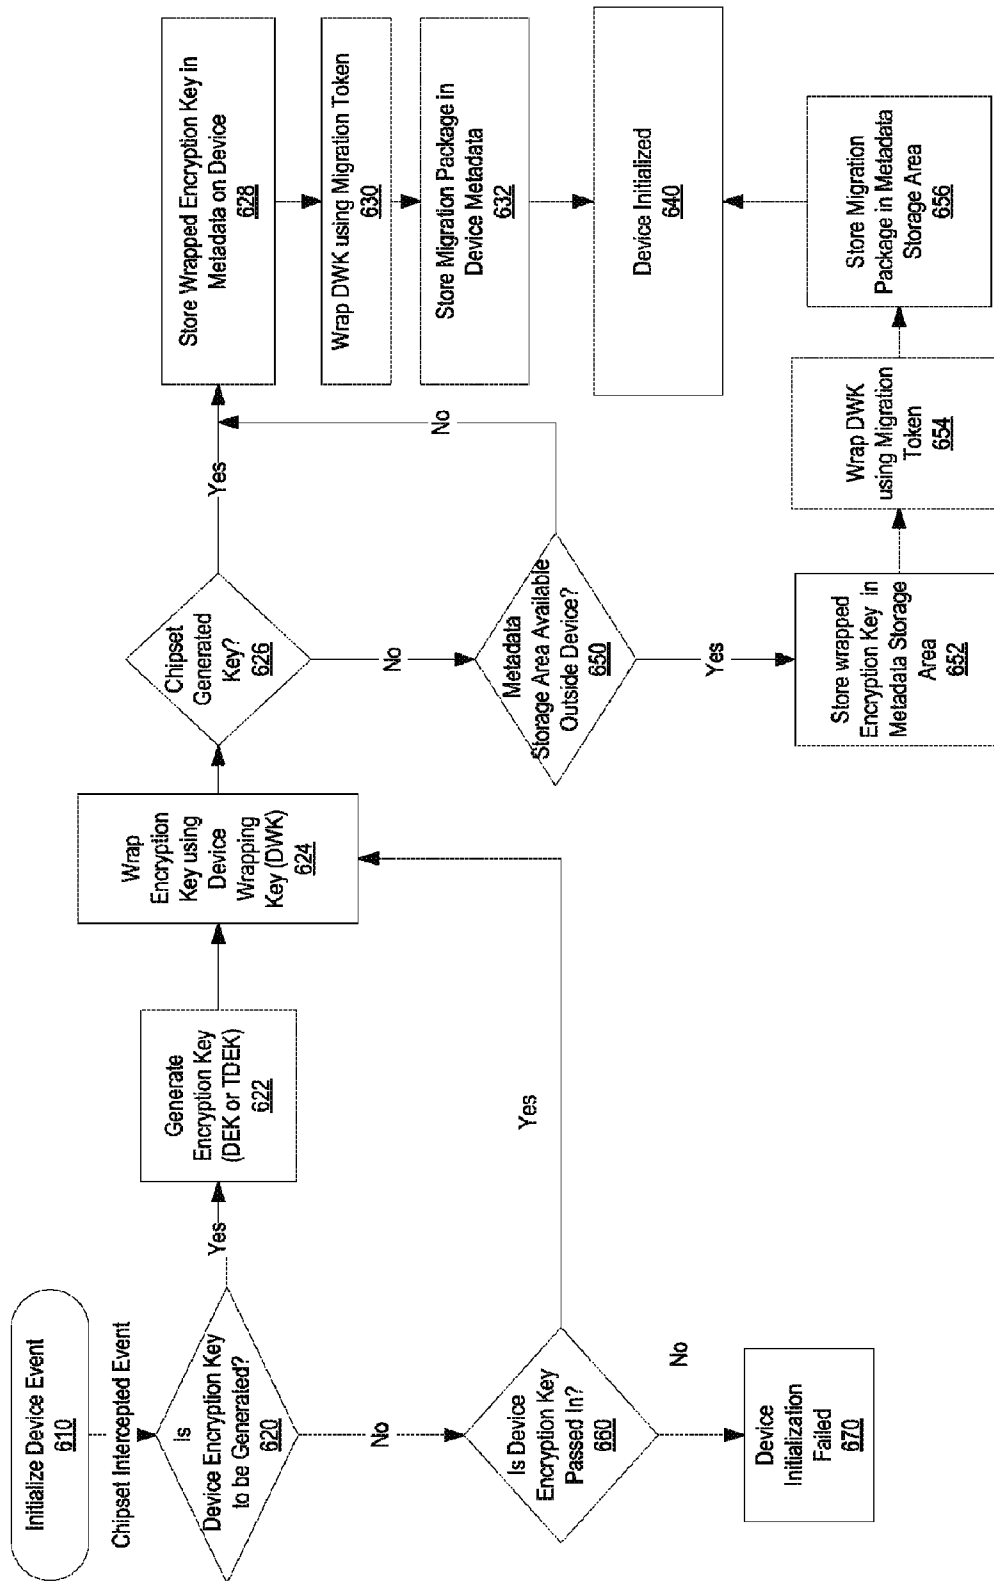 Initialize Device Event
610
Chipset Intercepted Event
Is
Device Encryption Key
to be Generated?
620
Yes
No
Generate
Encryption Key
(DEK or TDEK)
622
Is Device
Encryption Key
Passed In?
660
Yes
No
Device
Initialization
Failed
670
Wrap
Encryption
Key using
Device
Wrapping
Key (DWK)
624
Chipset
Generated
Key?
626
Yes
No
Metadata
Storage Area Available
Outside Device?
650
No
Yes
Store Wrapped Encryption Key in
Metadata on Device
628
Wrap DWK using Migration Token
630
Store Migration Package in
Device Metadata
632
Device Initialized
640
Store wrapped
Encryption Key in
Metadata Storage
Area
652
Wrap DWK
using Migration
Token
654
Store Migration
Package in Metadata
Storage Area
656